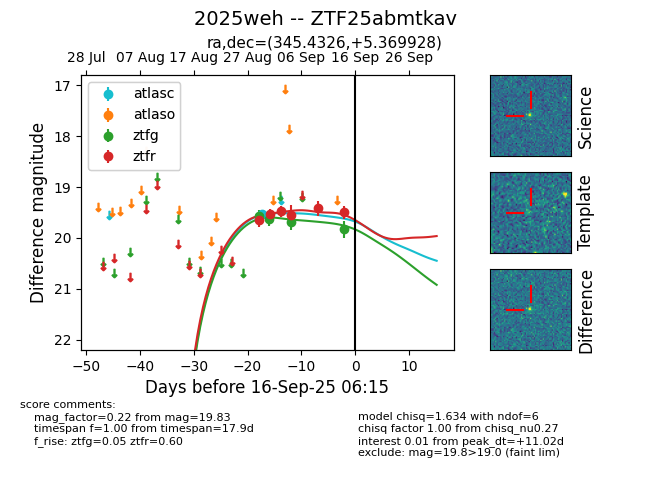 2025weh -- ZTF25abmtkav
ra,dec=(345.4326,+5.369928)
28 Jul 07 Aug 17 Aug 27 Aug 06 Sep 16 Sep 26 Sep
17
18
19
20
21
22
Difference magnitude
atlasc
atlaso
ztfg
ztfr
−50 −40 −30 −20 −10 0 10
Days before 16-Sep-25 06:15
Science
Template
Difference
score comments:
mag_factor=0.22 from mag=19.83
timespan f=1.00 from timespan=17.9d
f_rise: ztfg=0.05 ztfr=0.60
model chisq=1.634 with ndof=6
chisq factor 1.00 from chisq_nu0.27
interest 0.01 from peak_dt=+11.02d
exclude: mag=19.8>19.0 (faint lim)